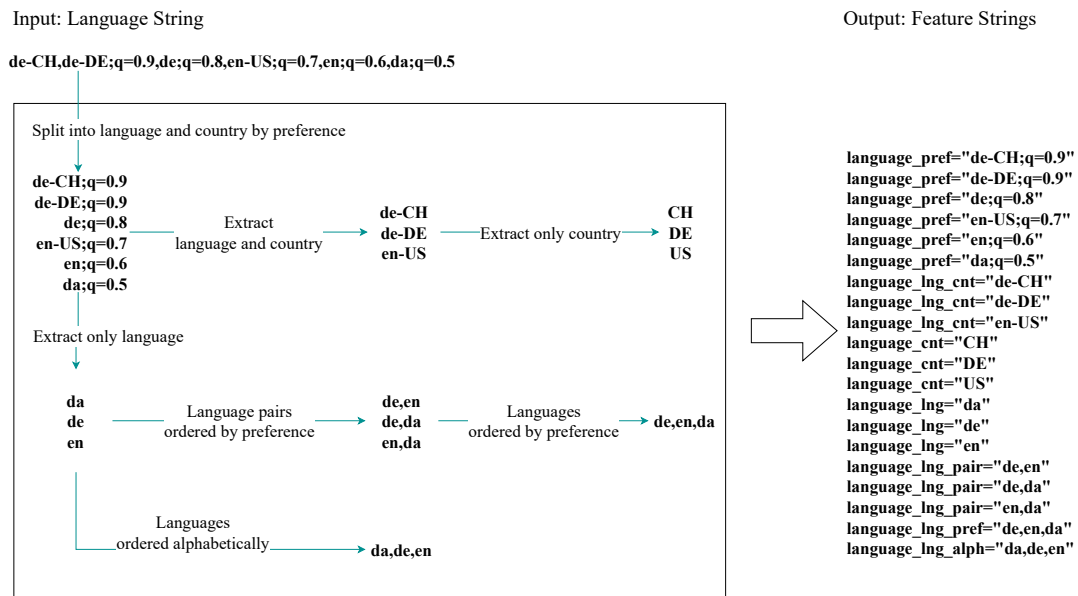 Input: Language String
Output: Feature Strings
de-CH,de-DE;q=0.9,de;q=0.8,en-US;q=0.7,en;q=0.6,da;q=0.5
Split into language and country by preference
de-CH;q=0.9
de-DE;q=0.9
de;q=0.8
en-US;q=0.7
en;q=0.6
da;q=0.5
Extract
language and country
de-CH
de-DE
en-US
Extract only country
CH
DE
US
Extract only language
da
de
en
Language pairs
ordered by preference
de,en
de,da
en,da
Languages
ordered by preference
de,en,da
Languages
ordered alphabetically
da,de,en
language_pref="de-CH;q=0.9"
language_pref="de-DE;q=0.9"
language_pref="de;q=0.8"
language_pref="en-US;q=0.7"
language_pref="en;q=0.6"
language_pref="da;q=0.5"
language_lng_cnt="de-CH"
language_lng_cnt="de-DE"
language_lng_cnt="en-US"
language_cnt="CH"
language_cnt="DE"
language_cnt="US"
language_lng="da"
language_lng="de"
language_lng="en"
language_lng_pair="de,en"
language_lng_pair="de,da"
language_lng_pair="en,da"
language_lng_pref="de,en,da"
language_lng_alph="da,de,en"